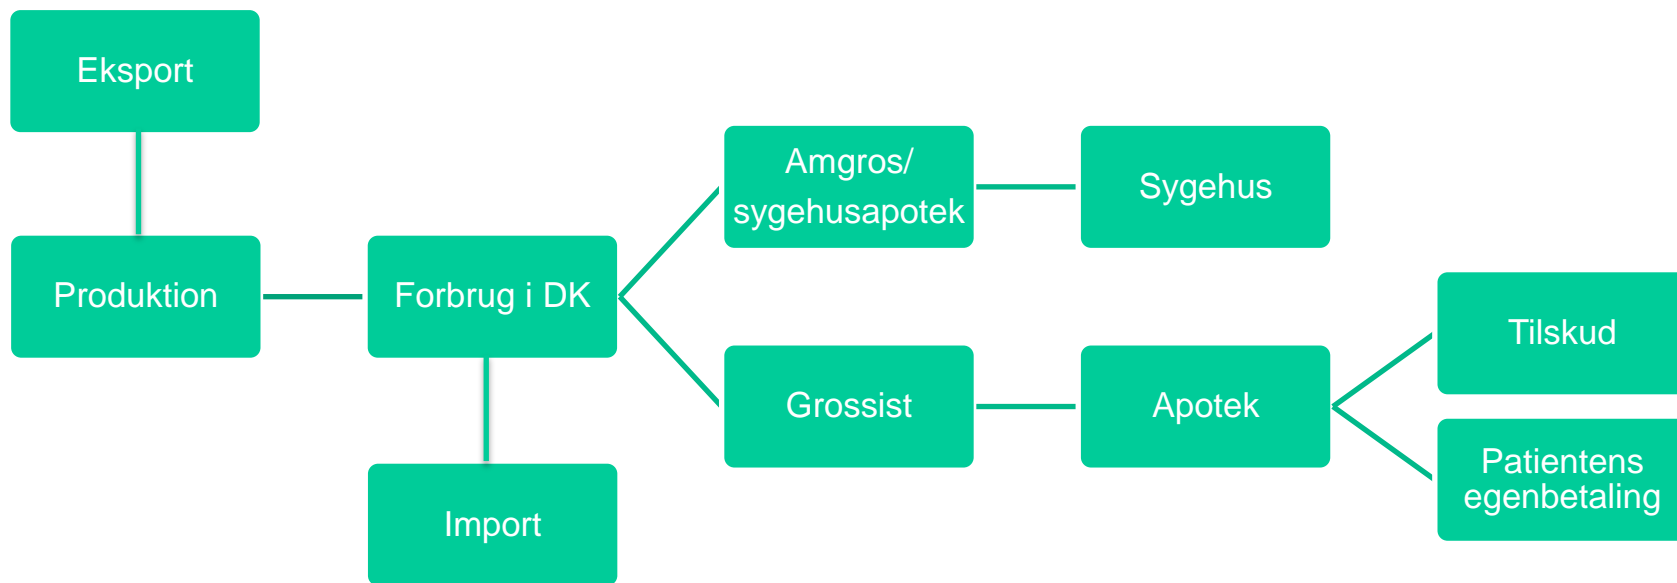 Eksport
Amgros/
sygehusapotek
Sygehus
Produktion
Forbrug i DK
Tilskud
Grossist
Apotek
Patientens
egenbetaling
Import